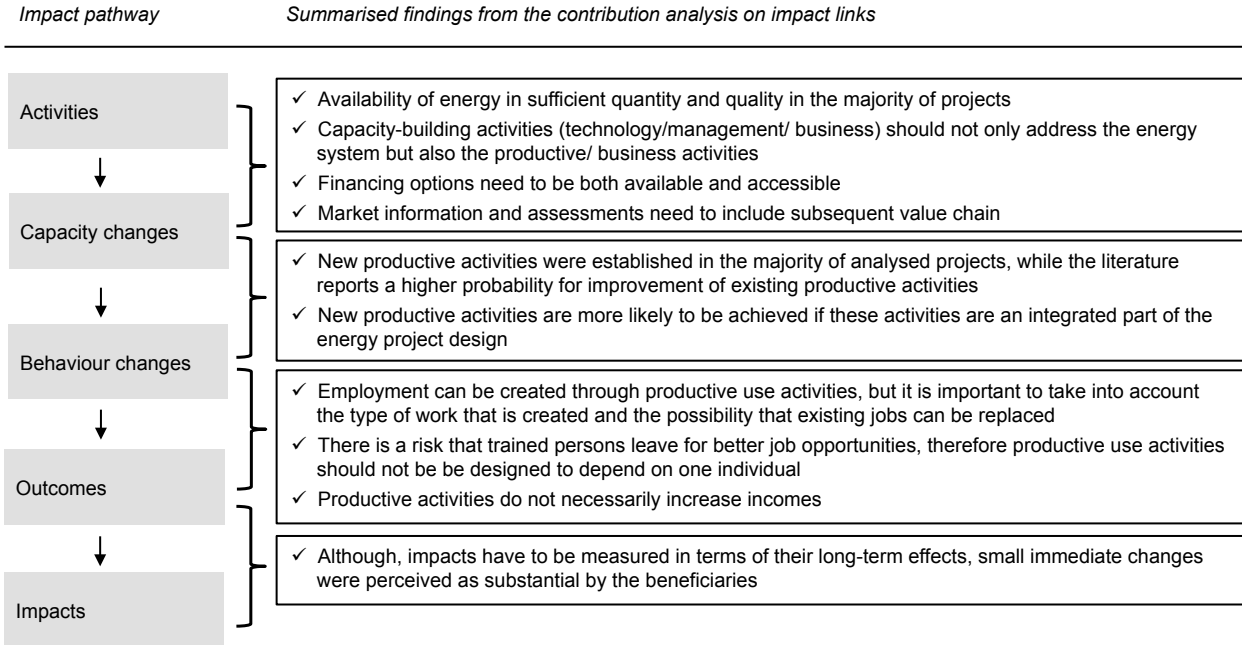 Impact pathway
Summarised findings from the contribution analysis on impact links
Activities
✓ Availability of energy in sufficient quantity and quality in the majority of projects
✓ Capacity-building activities (technology/management/ business) should not only address the energy
system but also the productive/ business activities
✓ Financing options need to be both available and accessible
✓ Market information and assessments need to include subsequent value chain
Capacity changes
✓ New productive activities were established in the majority of analysed projects, while the literature
reports a higher probability for improvement of existing productive activities
✓ New productive activities are more likely to be achieved if these activities are an integrated part of the
energy project design
Behaviour changes
✓ Employment can be created through productive use activities, but it is important to take into account
the type of work that is created and the possibility that existing jobs can be replaced
✓ There is a risk that trained persons leave for better job opportunities, therefore productive use activities
should not be be designed to depend on one individual
✓ Productive activities do not necessarily increase incomes
Outcomes
✓ Although, impacts have to be measured in terms of their long-term effects, small immediate changes
were perceived as substantial by the beneficiaries
Impacts